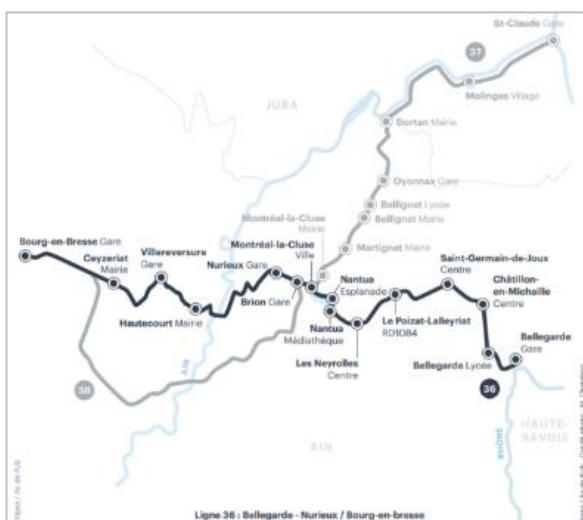 St-Claude Gare
37
Molinges Village
JURA
Dortan Mairie
Oyonnax Gare
Bellignat Lycée
Bellignat Mairie
Montréal-la-Cluse
Mairie
Martignat Mairie
Bourg-en-Bresse Gare
Ceyzeriat
Mairie
Villereversure
Gare
Hautecourt Mairie
Nurieux Gare
Montréal-la-Cluse
Ville
Brion Gare
Nantua
Esplanade
Nantua
Médiathèque
Les Neyrolles
Centre
Le Poizat-Lalleyriat
RD1084
Saint-Germain-de-Joux
Centre
Châtillon-
en-Michaille
Centre
Bellegarde Lycée
Bellegarde
Gare
36
38
AIN
AIN
RHÔNE
HAUTE-
SAVOIE
Ligne 36 : Bellegarde - Nurieux / Bourg-en-bresse